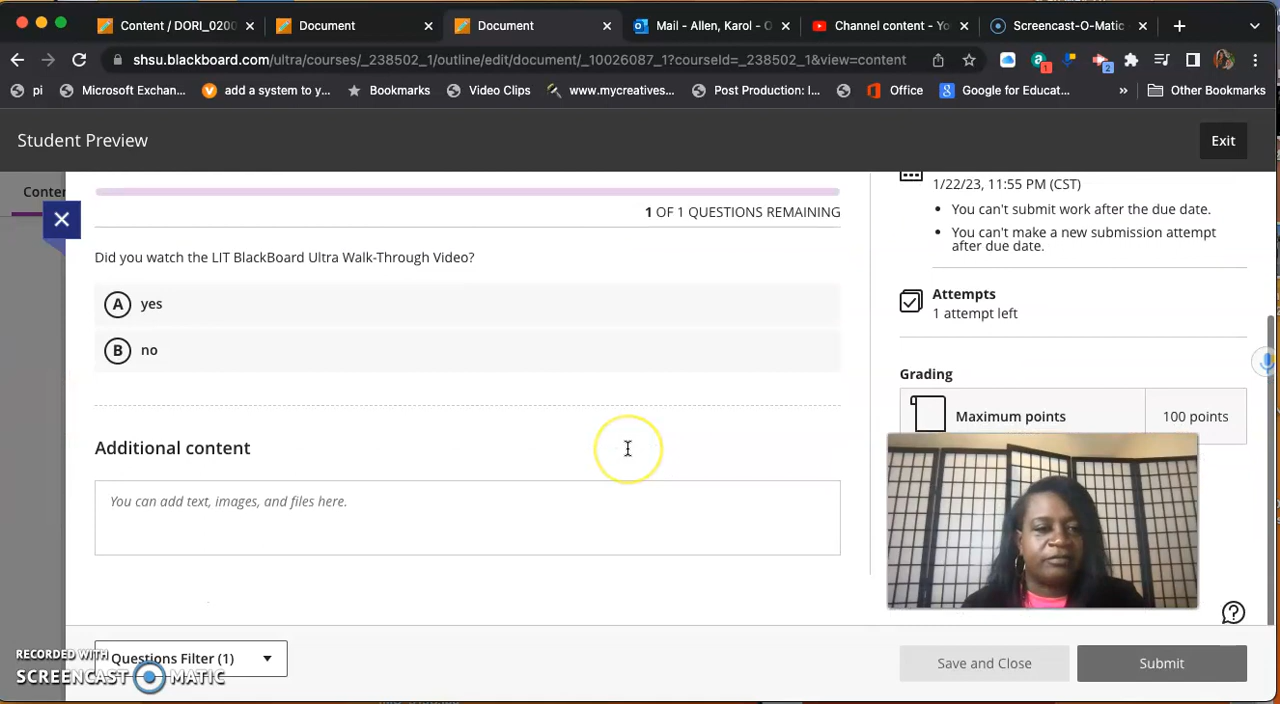 Content / DORL_0200
Document
Document
Mail - Allen, Karol - O
Channel content - Yo
Screencast-O-Matic -
shsu.blackboard.com/ultra/courses/_238502_1/outline/edit/document/_10026087_1?courseId=_238502_1&view=content
1
2
pi
Microsoft Exchan...
add a system to y...
Bookmarks
Video Clips
www.mycreatives...
Post Production: I...
Office
Google for Educat...
»
Other Bookmarks
Student Preview
Exit
Conter
1 OF 1 QUESTIONS REMAINING
Did you watch the LIT BlackBoard Ultra Walk-Through Video?
A yes
B no
Additional content
You can add text, images, and files here.
1/22/23, 11:55 PM (CST)
• You can't submit work after the due date.
• You can't make a new submission attempt
after due date.
Attempts
1 attempt left
Grading
Maximum points
100 points
Questions Filter (1)
RECORDED WITH
SCREENCAST MATIC
Save and Close
Submit